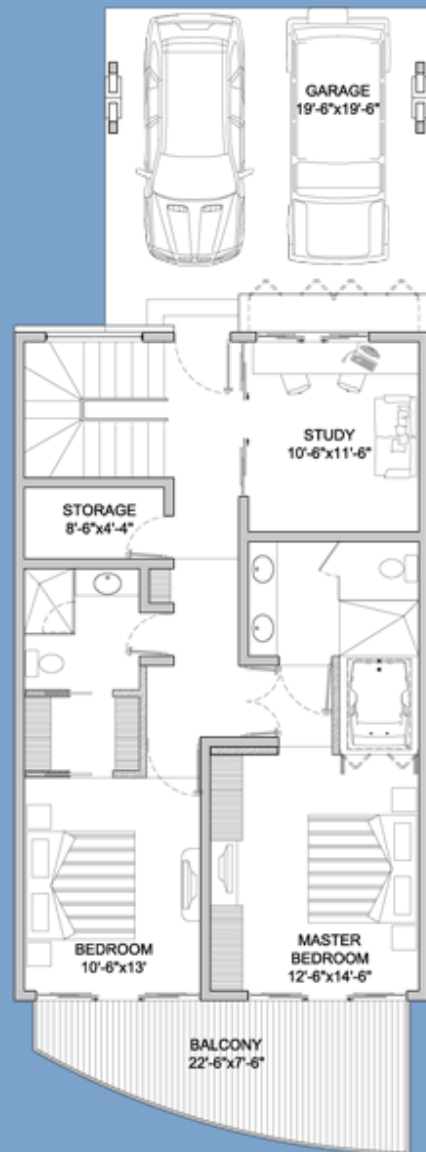 GARAGE
19'-6"x19'-6"
STUDY
10'-6"x11'-6"
STORAGE
8'-6"x4'-4"
BEDROOM
10'-6"x13'
MASTER
BEDROOM
12'-6"x14'-6"
BALCONY
22'-6"x7'-6"